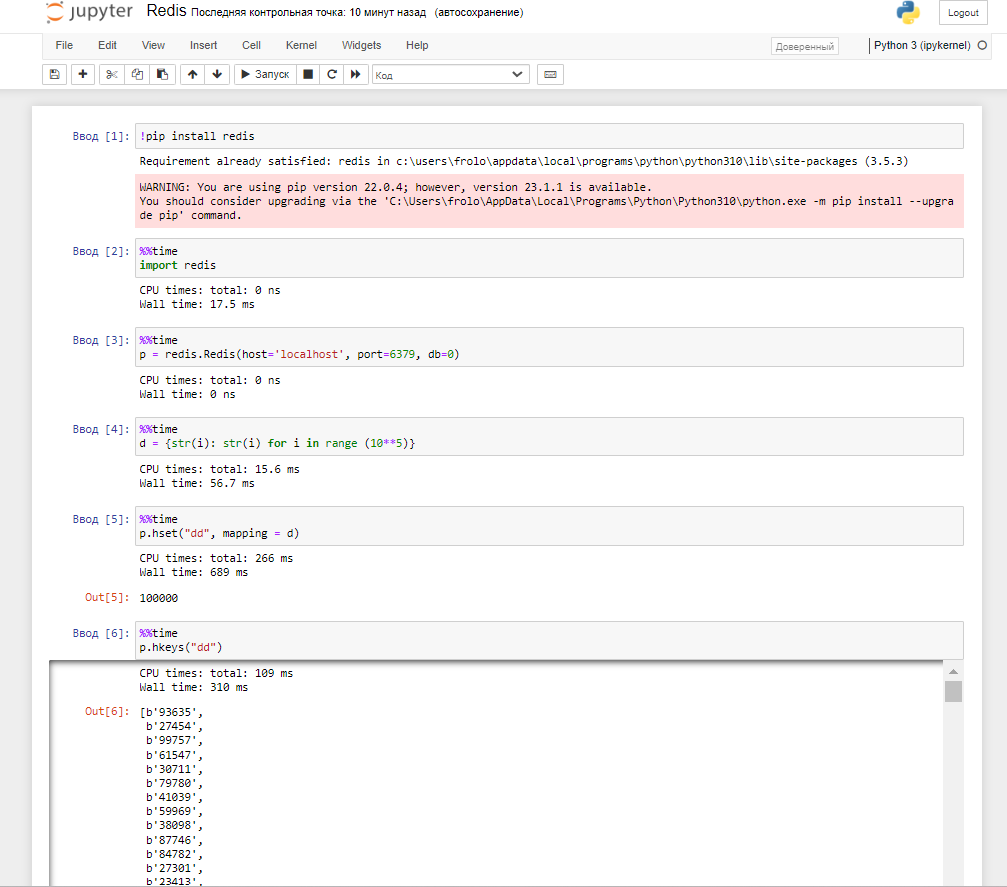 jupyter Redis Последняя контрольная точка: 10 минут назад (автосохранение)
Logout
File Edit View Insert Cell Kernel Widgets Help
Доверенный
Python 3 (ipykernel)
Запуск
Код
Ввод [1]: !pip install redis
Requirement already satisfied: redis in c:\users\frolo\appdata\local\programs\python\python310\lib\site-packages (3.5.3)
WARNING: You are using pip version 22.0.4; however, version 23.1.1 is available.
You should consider upgrading via the 'C:\Users\frolo\AppData\Local\Programs\Python\Python310\python.exe -m pip install --upgra
de pip' command.
Ввод [2]: %%time
import redis
CPU times: total: 0 ns
Wall time: 17.5 ms
Ввод [3]: %%time
p = redis.Redis(host='localhost', port=6379, db=0)
CPU times: total: 0 ns
Wall time: 0 ns
Ввод [4]: %%time
d = {str(i): str(i) for i in range (10**5)}
CPU times: total: 15.6 ms
Wall time: 56.7 ms
Ввод [5]: %%time
p.hset("dd", mapping = d)
CPU times: total: 266 ms
Wall time: 689 ms
Out[5]: 100000
Ввод [6]: %%time
p.hkeys("dd")
CPU times: total: 109 ms
Wall time: 310 ms
Out[6]: [b'93635',
b'27454',
b'99757',
b'61547',
b'30711',
b'79780',
b'41039',
b'59969',
b'38098',
b'87746',
b'84782',
b'27301',
b'23413',